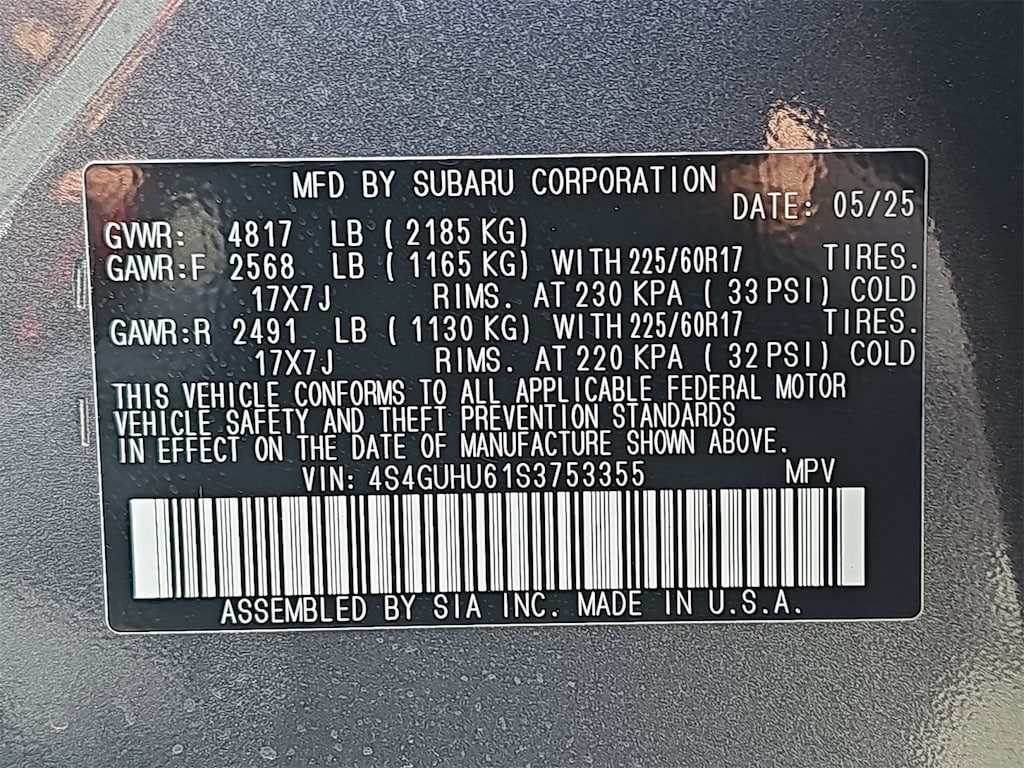 MFD BY SUBARU CORPORATION
DATE: 05/25
GVWR: 4817 LB ( 2185 KG)
GAWR:F 2568 LB ( 1165 KG) WITH 225/60R17 TIRES.
17X7J RIMS. AT 230 KPA ( 33 PSI) COLD
GAWR:R 2491 LB ( 1130 KG) WITH 225/60R17 TIRES.
17X7J RIMS. AT 220 KPA ( 32 PSI) COLD
THIS VEHICLE CONFORMS TO ALL APPLICABLE FEDERAL MOTOR
VEHICLE SAFETY AND THEFT PREVENTION STANDARDS
IN EFFECT ON THE DATE OF MANUFACTURE SHOWN ABOVE.
VIN: 4S4GUHU61S3753355 MPV
ASSEMBLED BY SIA INC. MADE IN U.S.A.